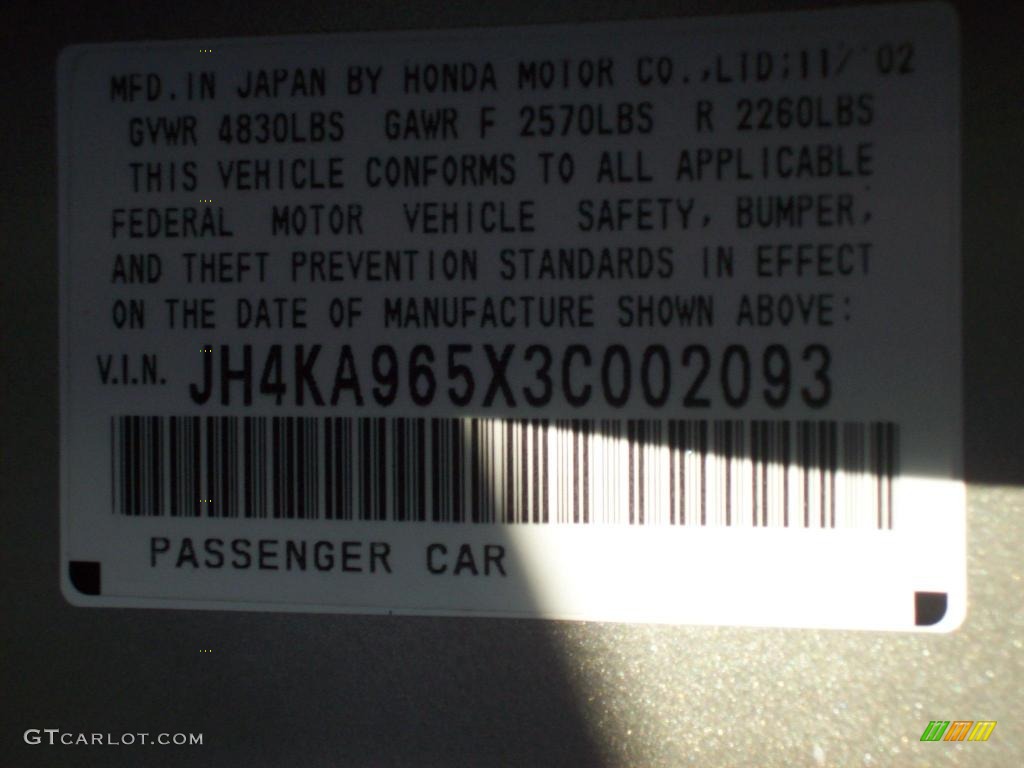 MFD. IN JAPAN BY HONDA MOTOR CO., LTD; 11/'02
GVWR 4830LBS GAWR F 2570LBS R 2260LBS
THIS VEHICLE CONFORMS TO ALL APPLICABLE
FEDERAL MOTOR VEHICLE SAFETY, BUMPER,
AND THEFT PREVENTION STANDARDS IN EFFECT
ON THE DATE OF MANUFACTURE SHOWN ABOVE:
V.I.N. JH4KA965X3C002093
PASSENGER CAR
GTCARLOT.COM